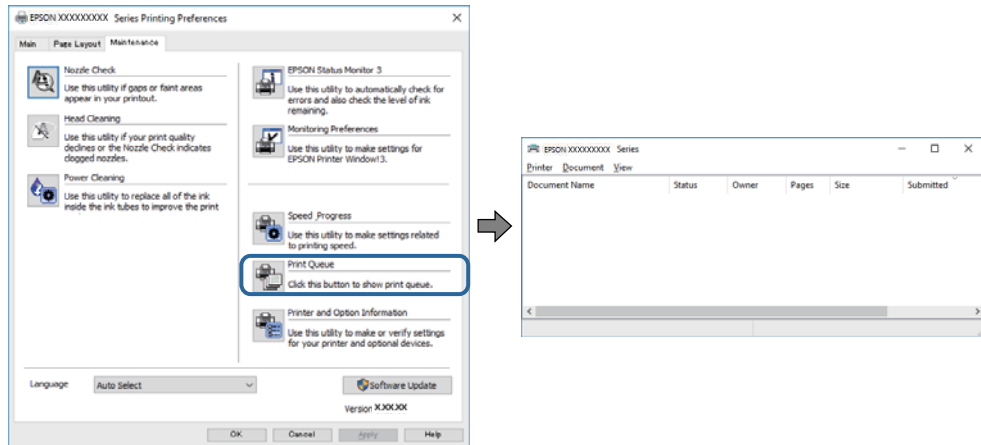 EPSON XXXXXXXXX Series Printing Preferences
Main Page Layout Maintenance
Nozzle Check
Use this utility if gaps or faint areas
appear in your printout.
Head Cleaning
Use this utility if your print quality
declines or the Nozzle Check indicates
clogged nozzles.
Power Cleaning
Use this utility to replace all of the ink
inside the ink tubes to improve the print
EPSON Status Monitor 3
Use this utility to automatically check for
errors and also check the level of ink
remaining.
Monitoring Preferences
Use this utility to make settings for
EPSON Printer Window!3.
Speed Progress
Use this utility to make settings related
to printing speed.
Print Queue
Click this button to show print queue.
Printer and Option Information
Use this utility to make or verify settings
for your printer and optional devices.
Language Auto Select
Software Update
Version X.XX.XX
OK Cancel Apply Help
EPSON XXXXXXXXX Series
Printer Document View
Document Name Status Owner Pages Size Submitted